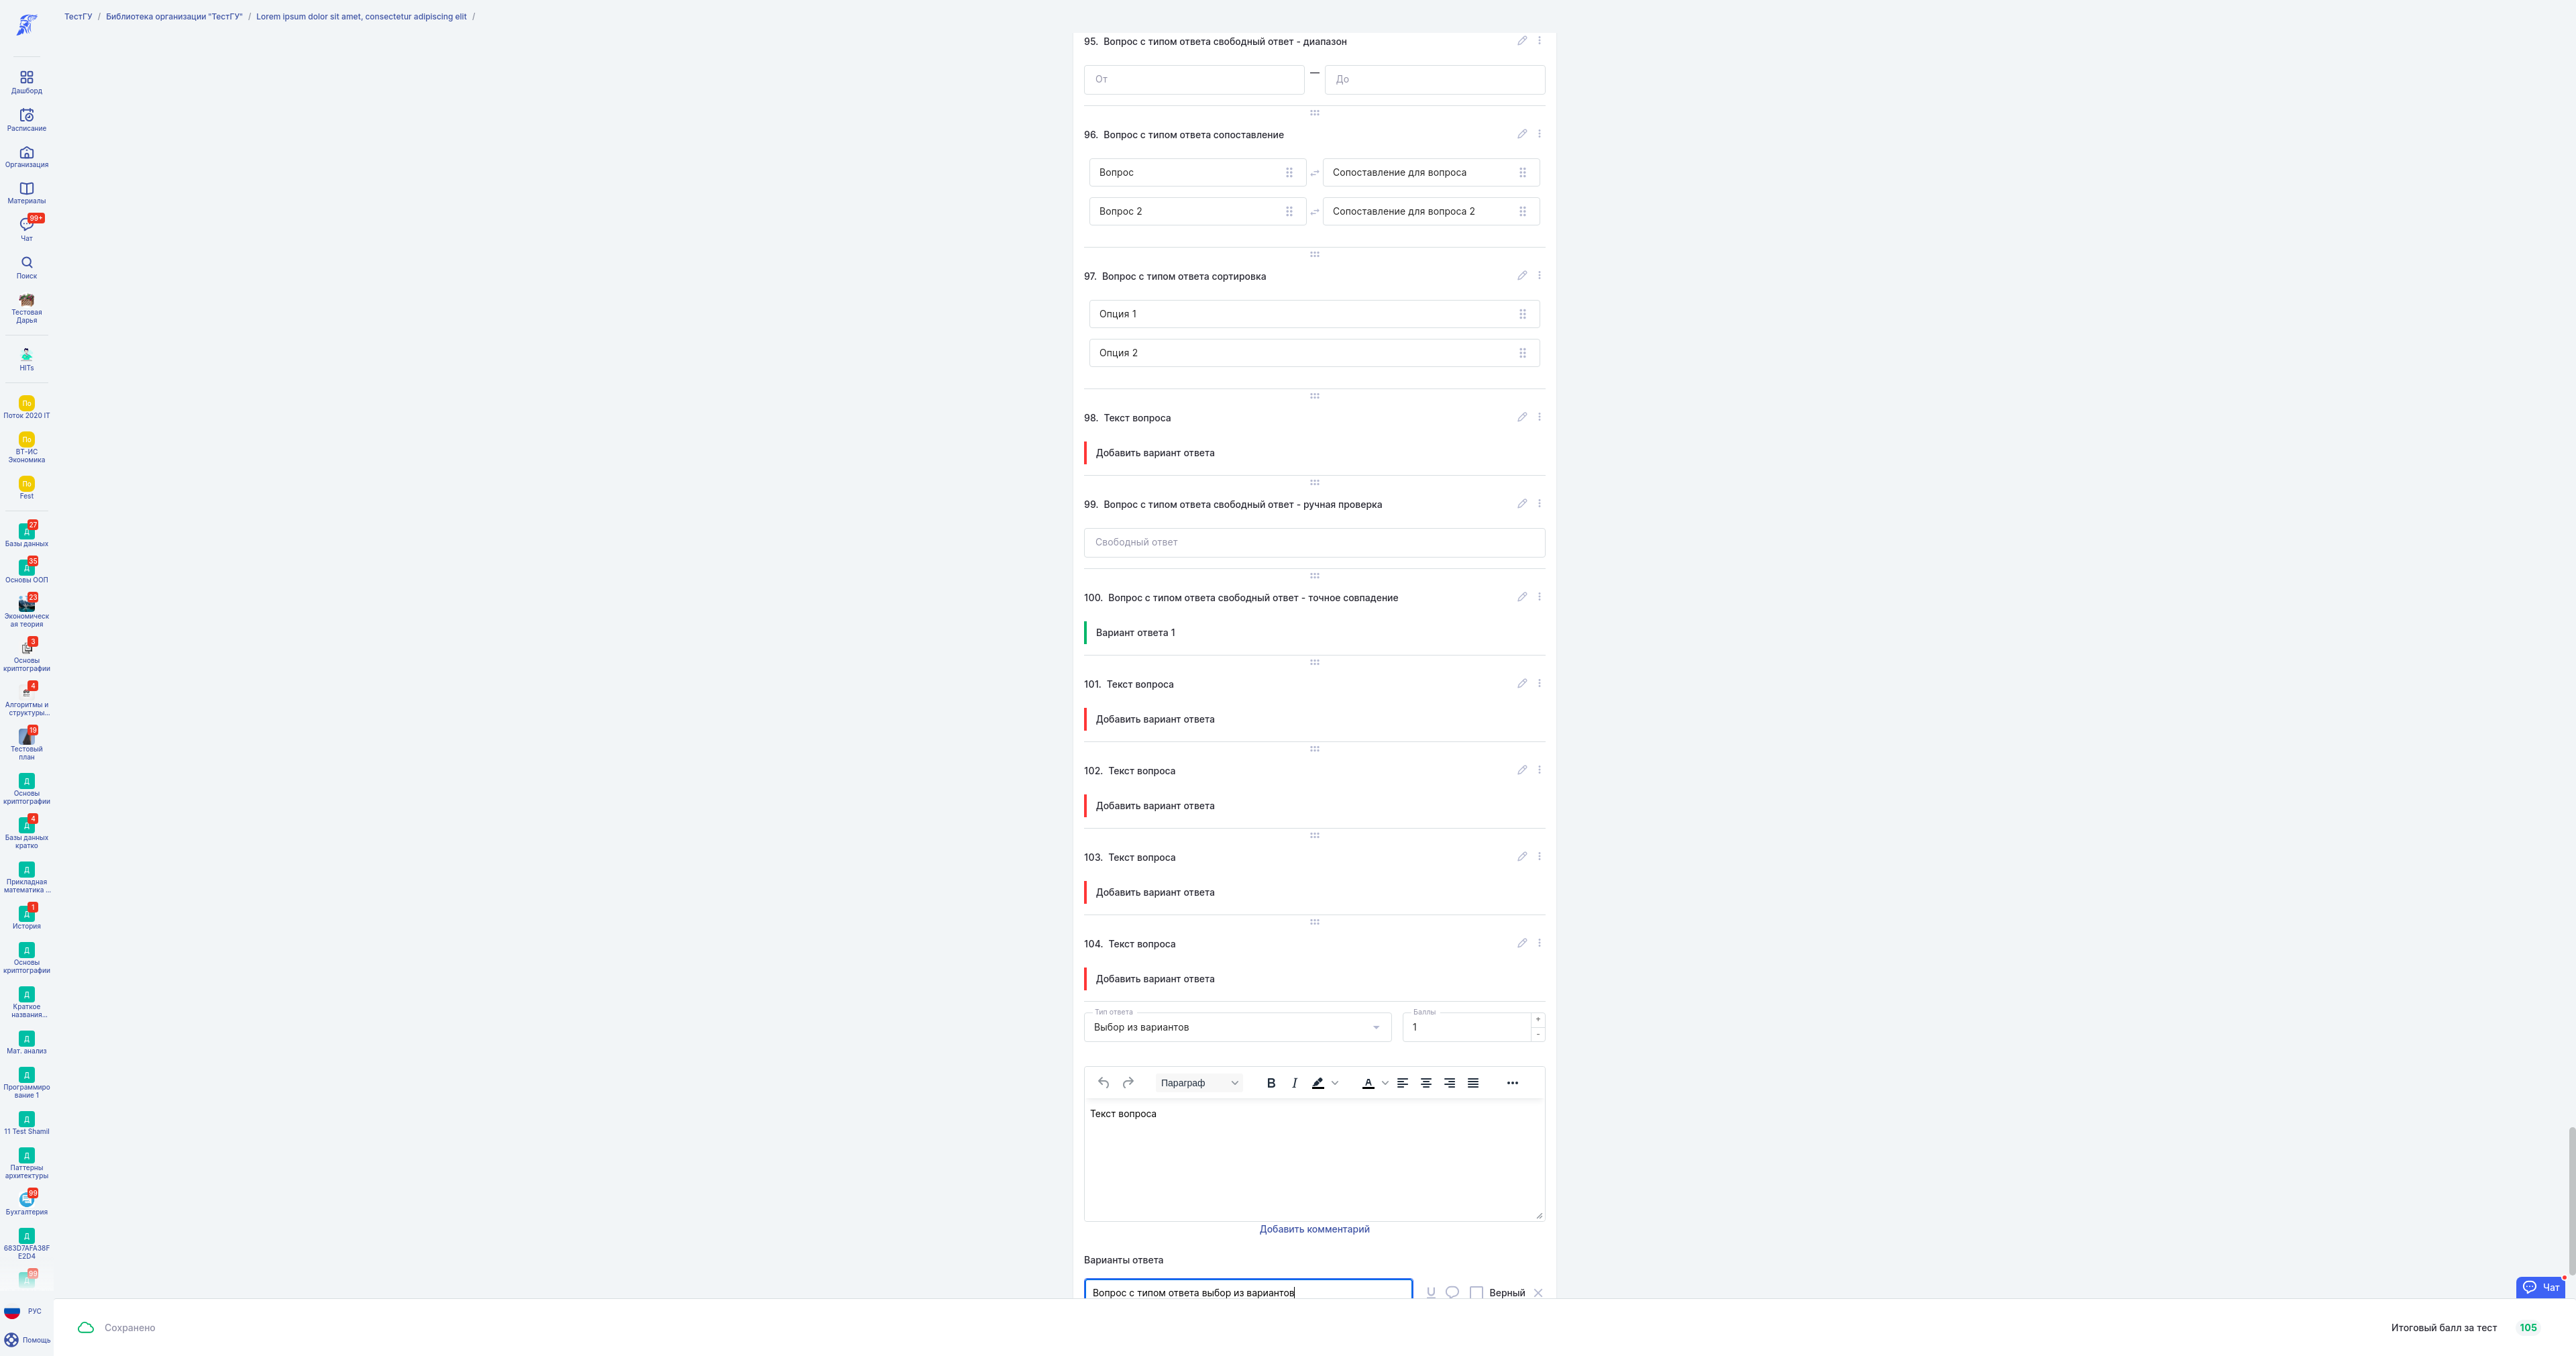 ТестГУ / Библиотека организации "ТестГУ" / Lorem ipsum dolor sit amet, consectetur adipiscing elit /
Дашборд
Расписание
Организация
Материалы
99+
Чат
Поиск
Тестовая
Дарья
HITs
По
Поток 2020 IT
По
ВТ-ИС
Экономика
По
Fest
27
Д
Базы данных
35
Д
Основы ООП
23
Экономическ
ая теория
3
Основы
криптографии
4
Алгоритмы и
структуры...
19
Тестовый
план
Д
Основы
криптографии
4
Д
Базы данных
кратко
Д
Прикладная
математика ...
1
Д
История
Д
Основы
криптографии
Д
Краткое
названия...
Д
Мат. анализ
Д
Программиро
вание 1
Д
11 Test Shamil
Д
Паттерны
архитектуры
99
Бухгалтерия
Д
683D7AFA38F
E2D4
99
Д
РУС
Помощь
95. Вопрос с типом ответа свободный ответ - диапазон
От — До
96. Вопрос с типом ответа сопоставление
Вопрос Сопоставление для вопроса
Вопрос 2 Сопоставление для вопроса 2
97. Вопрос с типом ответа сортировка
Опция 1
Опция 2
98. Текст вопроса
Добавить вариант ответа
99. Вопрос с типом ответа свободный ответ - ручная проверка
Свободный ответ
100. Вопрос с типом ответа свободный ответ - точное совпадение
Вариант ответа 1
101. Текст вопроса
Добавить вариант ответа
102. Текст вопроса
Добавить вариант ответа
103. Текст вопроса
Добавить вариант ответа
104. Текст вопроса
Добавить вариант ответа
Тип ответа Баллы
Выбор из вариантов 1 + -
Параграф B I A
Текст вопроса
Добавить комментарий
Варианты ответа
Вопрос с типом ответа выбор из вариантов Верный
Чат
Сохранено
Итоговый балл за тест 105